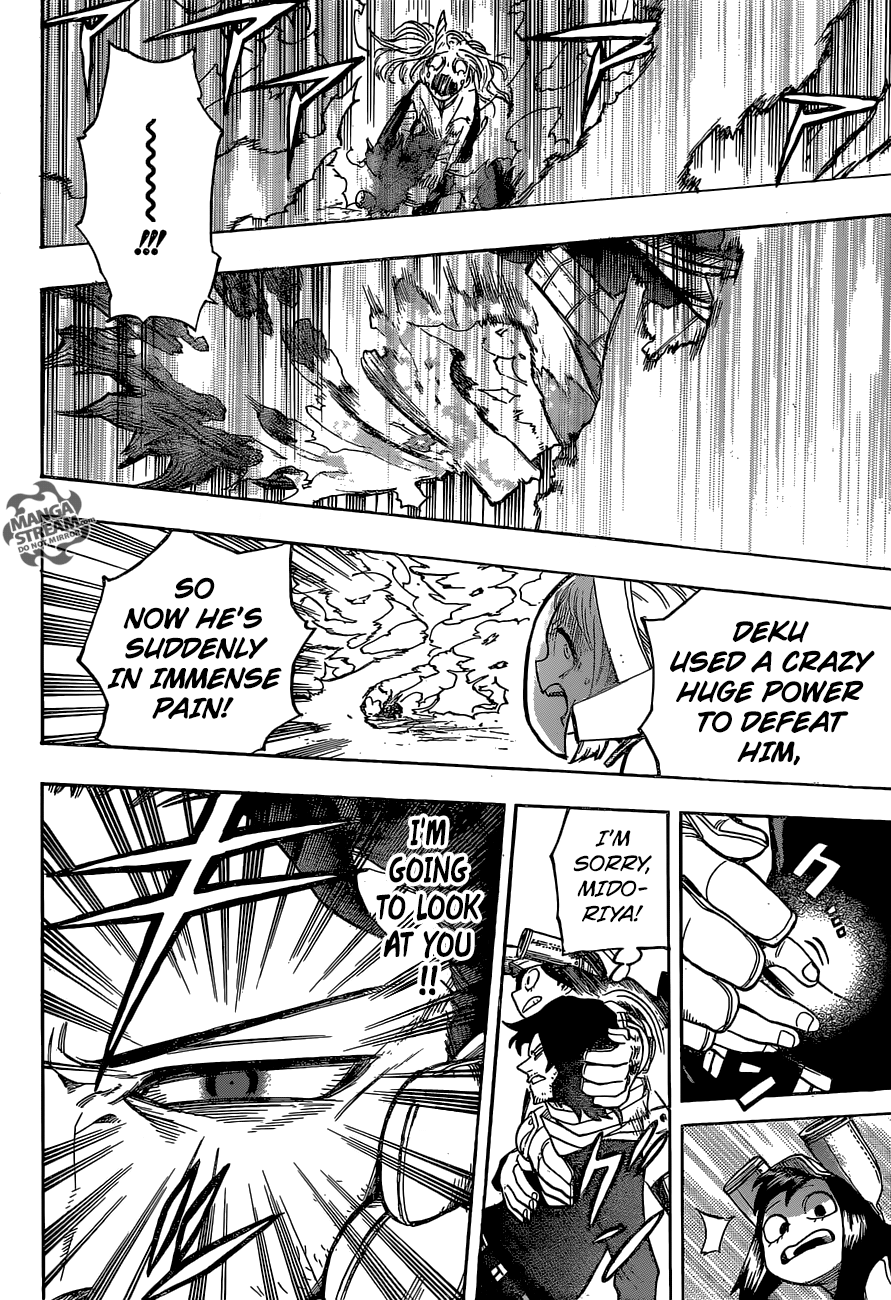 !!!
DEKU
USED A CRAZY
HUGE POWER
TO DEFEAT
HIM,
SO
NOW HE'S
SUDDENLY
IN IMMENSE
PAIN!
MANGA
STREAM.com
DO NOT MIRROR
I'M
SORRY,
MIDO-
RIYA!
I'M
GOING
TO LOOK
AT YOU
!!